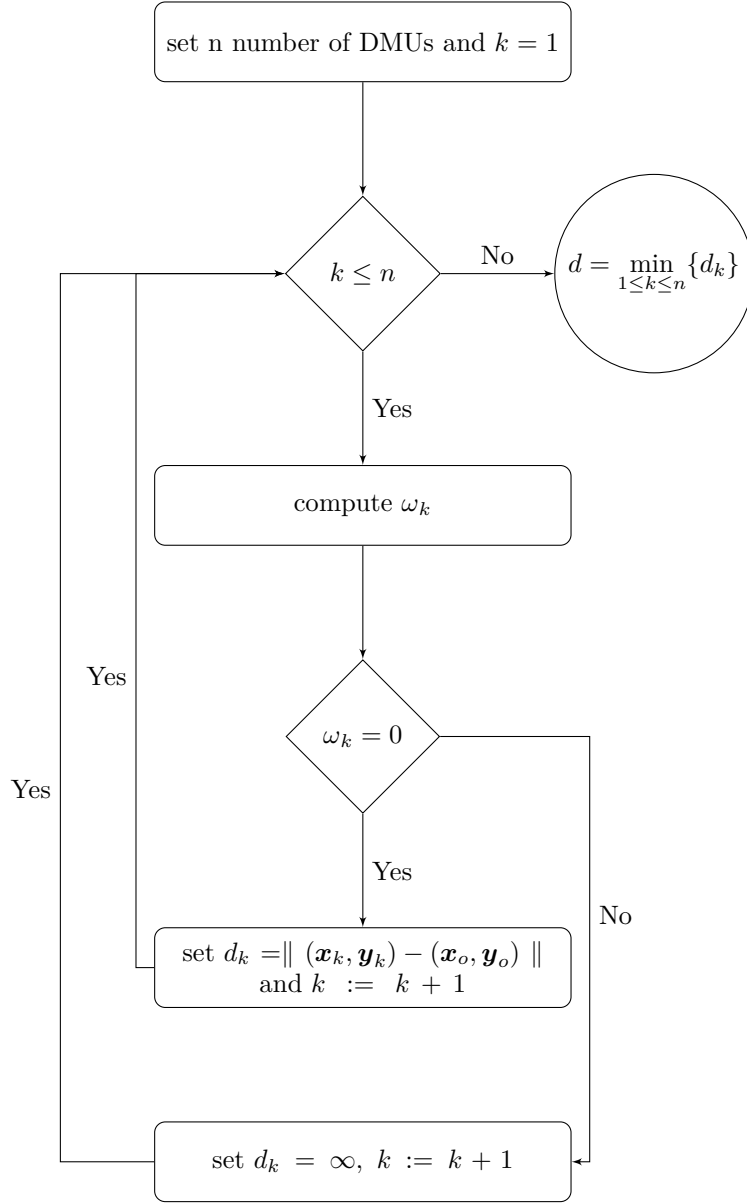 set n number of DMUs and k = 1
k ≤ n
No
d = min {d_k}
1≤k≤n
Yes
compute ω_k
Yes
ω_k = 0
Yes
Yes
No
set d_k =‖ (x_k, y_k) − (x_o, y_o) ‖
and k := k + 1
set d_k = ∞, k := k + 1